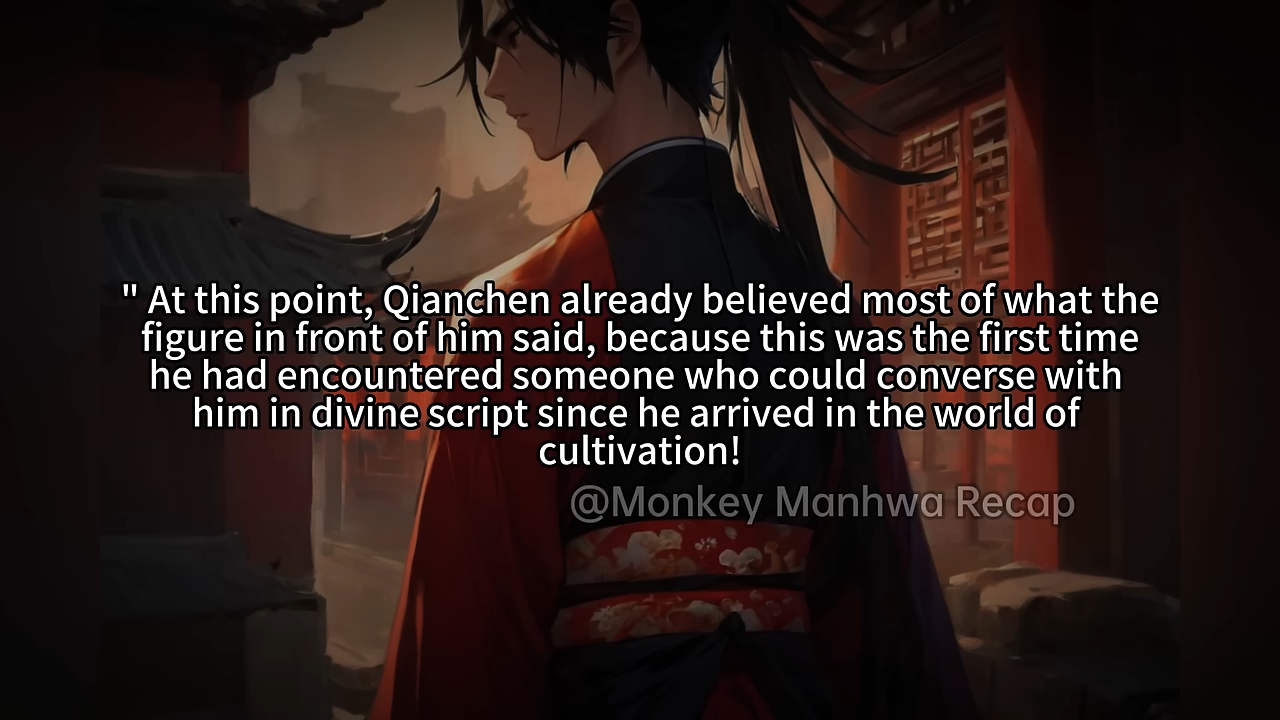 " At this point, Qianchen already believed most of what the
figure in front of him said, because this was the first time
he had encountered someone who could converse with
him in divine script since he arrived in the world of
cultivation!
@Monkey Manhwa Recap